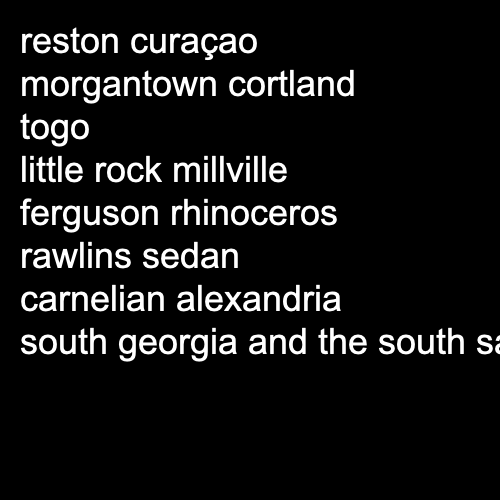 reston curaçao
morgantown cortland
togo
little rock millville
ferguson rhinoceros
rawlins sedan
carnelian alexandria
south georgia and the south